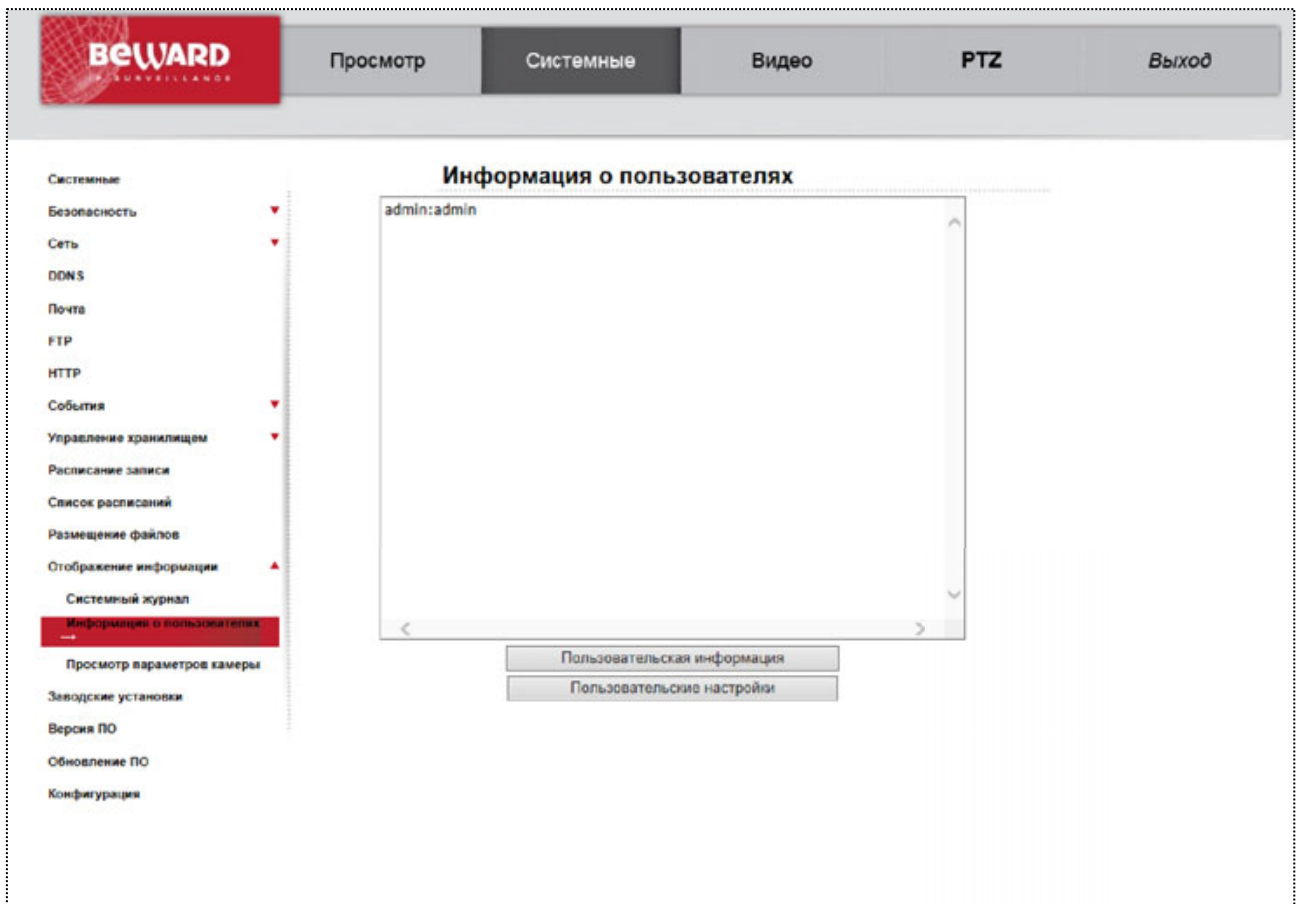 BEWARD
IP SURVEILLANCE
Просмотр
Системные
Видео
PTZ
Выход
Системные
Безопасность
Сеть
DDNS
Почта
FTP
HTTP
События
Управление хранилищем
Расписание записи
Список расписаний
Размещение файлов
Отображение информации
Системный журнал
Информация о пользователях
Просмотр параметров камеры
Заводские установки
Версия ПО
Обновление ПО
Конфигурация
Информация о пользователях
admin:admin
Пользовательская информация
Пользовательские настройки